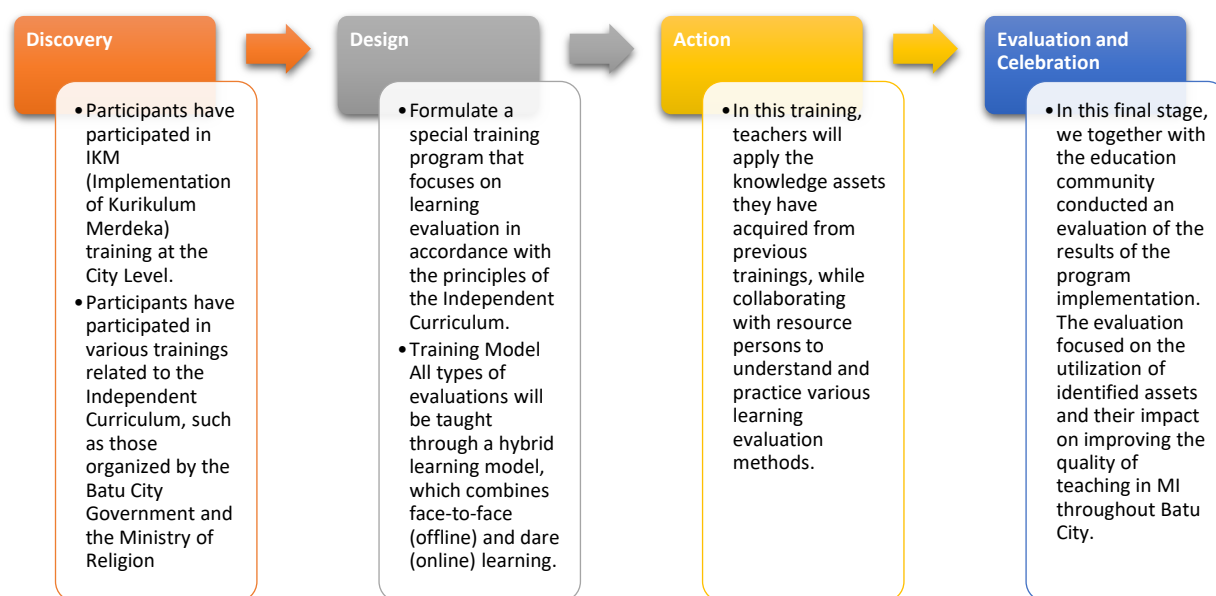 Discovery
•Participants have
participated in
IKM
(Implementation
of Kurikulum
Merdeka)
training at the
City Level.
•Participants have
participated in
various trainings
related to the
Independent
Curriculum, such
as those
organized by the
Batu City
Government and
the Ministry of
Religion
Design
•Formulate a
special training
program that
focuses on
learning
evaluation in
accordance with
the principles of
the Independent
Curriculum.
•Training Model
All types of
evaluations will
be taught
through a hybrid
learning model,
which combines
face-to-face
(offline) and dare
(online) learning.
Action
•In this training,
teachers will
apply the
knowledge assets
they have
acquired from
previous
trainings, while
collaborating
with resource
persons to
understand and
practice various
learning
evaluation
methods.
Evaluation and
Celebration
•In this final stage,
we together with
the education
community
conducted an
evaluation of the
results of the
program
implementation.
The evaluation
focused on the
utilization of
identified assets
and their impact
on improving the
quality of
teaching in MI
throughout Batu
City.